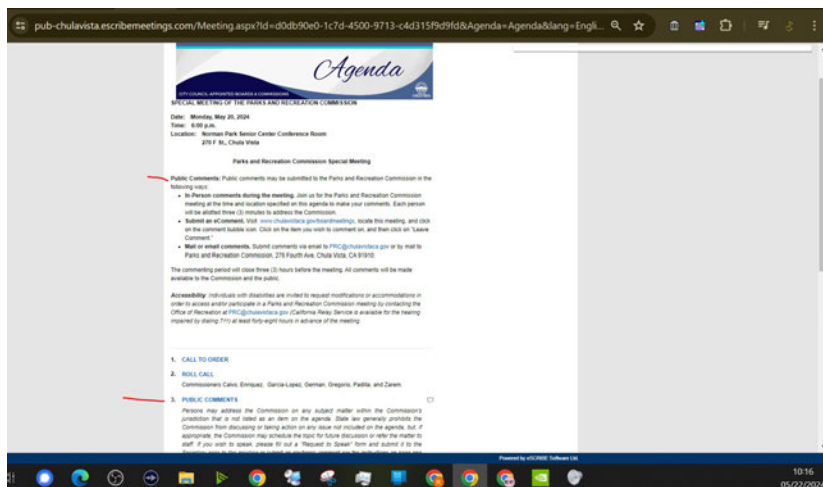 pub-chulavista.escribemeetings.com/Meeting.aspx?Id=d0db90e0-1c7d-4500-9713-c4d315f9d9fd&Agenda=Agenda&lang=Engli...
Agenda
CITY COUNCIL-APPOINTED BOARDS & COMMISSIONS
SPECIAL MEETING OF THE PARKS AND RECREATION COMMISSION
Date: Monday, May 20, 2024
Time: 6:00 p.m.
Location: Norman Park Senior Center Conference Room
270 F St., Chula Vista
Parks and Recreation Commission Special Meeting
Public Comments: Public comments may be submitted to the Parks and Recreation Commission in the
following ways:
• In-Person comments during the meeting. Join us for the Parks and Recreation Commission
meeting at the time and location specified on this agenda to make your comments. Each person
will be allotted three (3) minutes to address the Commission.
• Submit an eComment. Visit www.chulavistaca.gov/boardmeetings, locate this meeting, and click
on the comment bubble icon. Click on the item you wish to comment on, and then click on "Leave
Comment."
• Mail or email comments. Submit comments via email to PRC@chulavistaca.gov or by mail to
Parks and Recreation Commission, 276 Fourth Ave, Chula Vista, CA 91910.
The commenting period will close three (3) hours before the meeting. All comments will be made
available to the Commission and the public.
Accessibility: Individuals with disabilities are invited to request modifications or accommodations in
order to access and/or participate in a Parks and Recreation Commission meeting by contacting the
Office of Recreation at PRC@chulavistaca.gov (California Relay Service is available for the hearing
impaired by dialing 711) at least forty-eight hours in advance of the meeting.
1. CALL TO ORDER
2. ROLL CALL
Commissioners Calvo, Enriquez, Garcia-Lopez, German, Gregorio, Padilla, and Zarem.
3. PUBLIC COMMENTS
Persons may address the Commission on any subject matter within the Commission's
jurisdiction that is not listed as an item on the agenda. State law generally prohibits the
Commission from discussing or taking action on any issue not included on the agenda, but, if
appropriate, the Commission may schedule the topic for future discussion or refer the matter to
staff. If you wish to speak, please fill out a "Request to Speak" form and submit it to the
Powered by eSCRIBE Software Ltd.
10:16
05/22/202